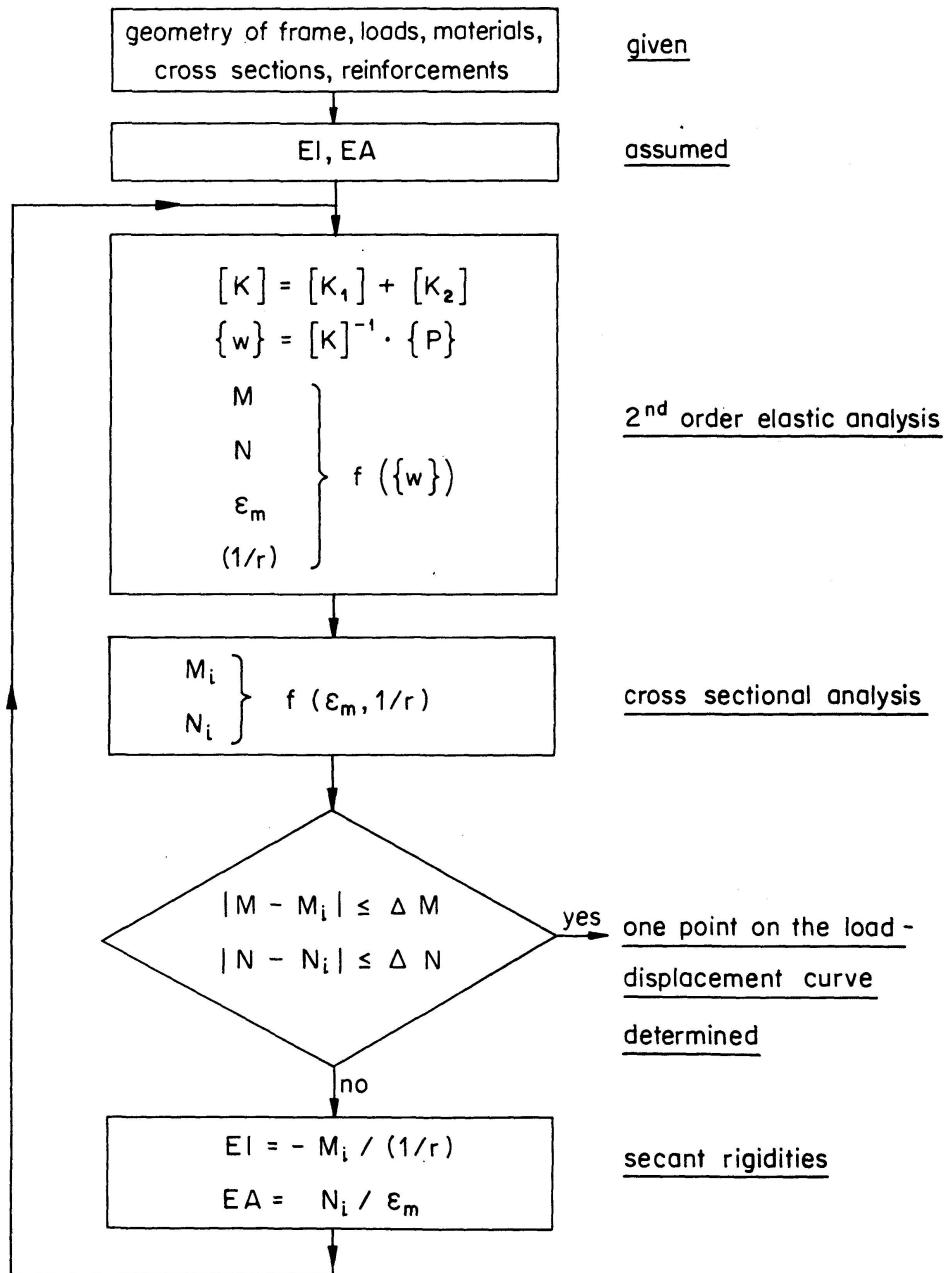 geometry of frame, loads, materials,
cross sections, reinforcements
given
EI, EA
assumed
[K] = [K₁] + [K₂]
{w} = [K]⁻¹ · {P}
M
N
εm
(1/r)
f ({w})
2nd order elastic analysis
Mi
Ni
f (εm, 1/r)
cross sectional analysis
|M - Mi| ≤ Δ M
|N - Ni| ≤ Δ N
yes
one point on the load-
displacement curve
determined
no
EI = - Mi / (1/r)
EA = Ni / εm
secant rigidities